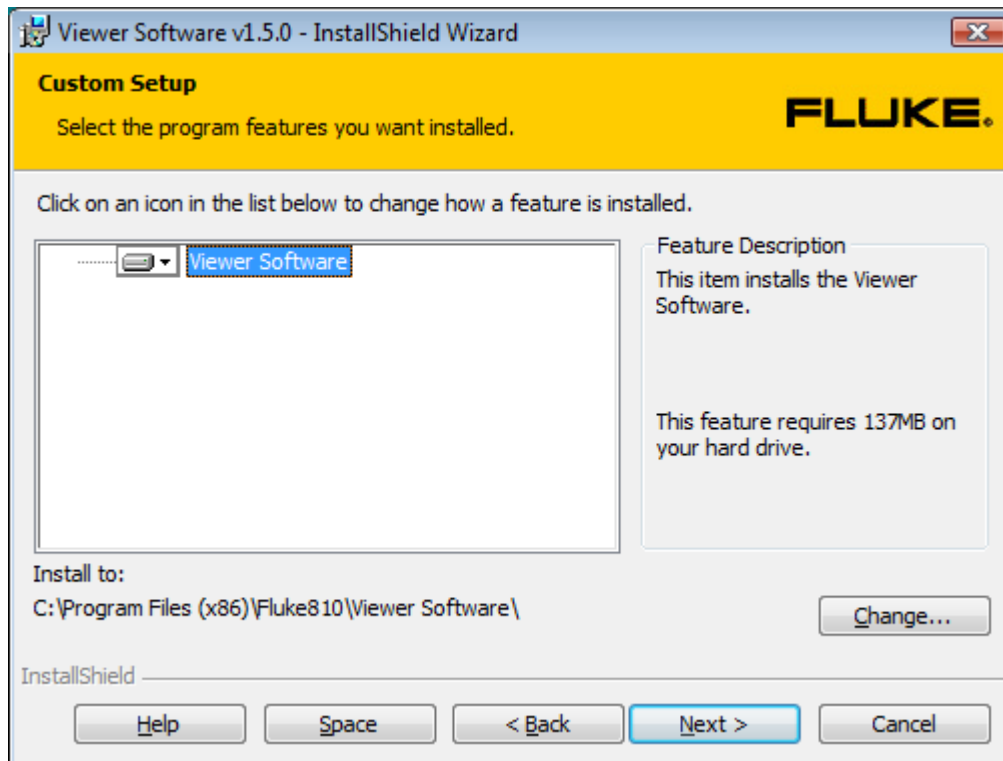 Viewer Software v1.5.0 - InstallShield Wizard
Custom Setup
Select the program features you want installed.
FLUKE.
Click on an icon in the list below to change how a feature is installed.
Viewer Software
Feature Description
This item installs the Viewer
Software.
This feature requires 137MB on
your hard drive.
Install to:
C:\Program Files (x86)\Fluke810\Viewer Software\
Change...
InstallShield
Help
Space
< Back
Next >
Cancel